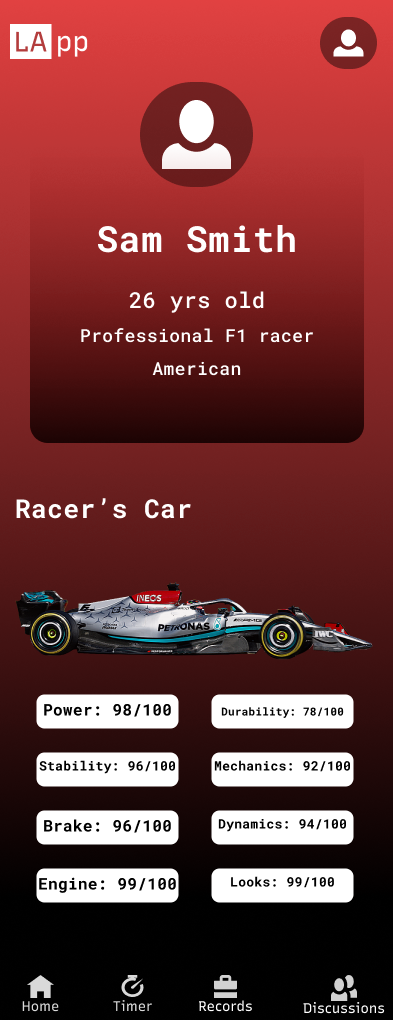 LApp
Sam Smith
26 yrs old
Professional F1 racer
American
Racer's Car
INEOS
PETRONAS
AMG
IWC
Power: 98/100
Durability: 78/100
Stability: 96/100
Mechanics: 92/100
Brake: 96/100
Dynamics: 94/100
Engine: 99/100
Looks: 99/100
Home
Timer
Records
Discussions